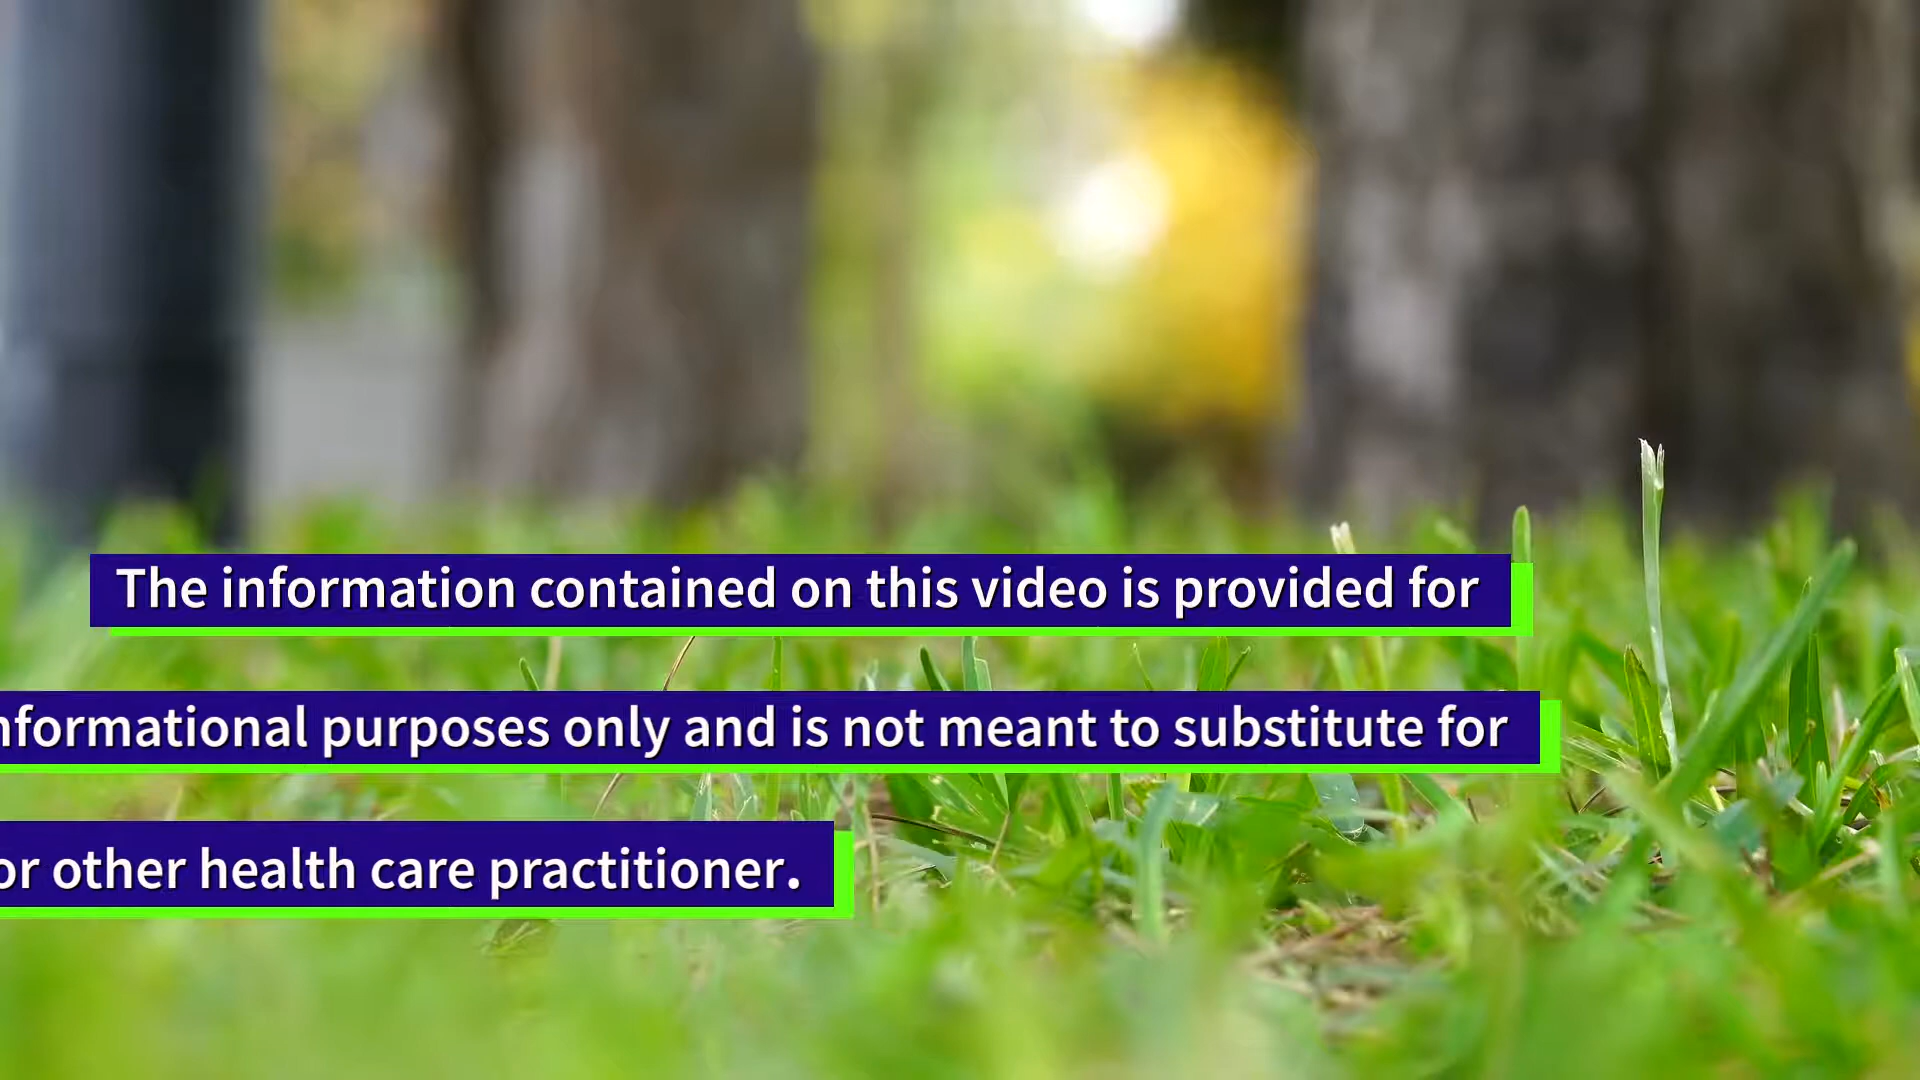 The information contained on this video is provided for
nformational purposes only and is not meant to substitute for
or other health care practitioner.